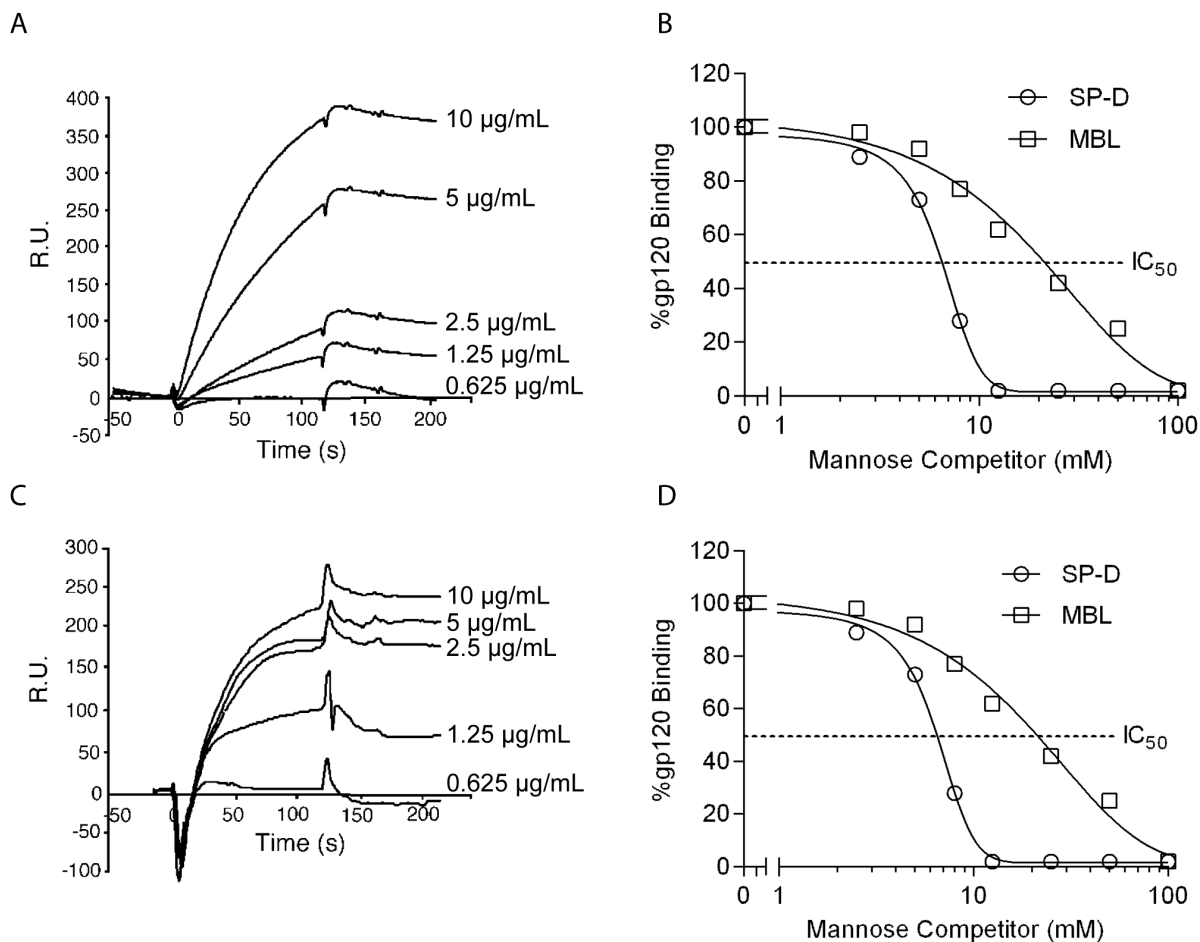 A
R.U.
400
350
300
250
200
150
100
50
0
-50
50
0
50
100
150
200
Time (s)
10 µg/mL
5 µg/mL
2.5 µg/mL
1.25 µg/mL
0.625 µg/mL
B
%gp120 Binding
120
100
80
60
40
20
0
0
1
10
100
Mannose Competitor (mM)
SP-D
MBL
IC50
C
R.U.
300
250
200
150
100
50
0
-50
-100
50
0
50
100
150
200
Time (s)
10 µg/mL
5 µg/mL
2.5 µg/mL
1.25 µg/mL
0.625 µg/mL
D
%gp120 Binding
120
100
80
60
40
20
0
0
1
10
100
Mannose Competitor (mM)
SP-D
MBL
IC50